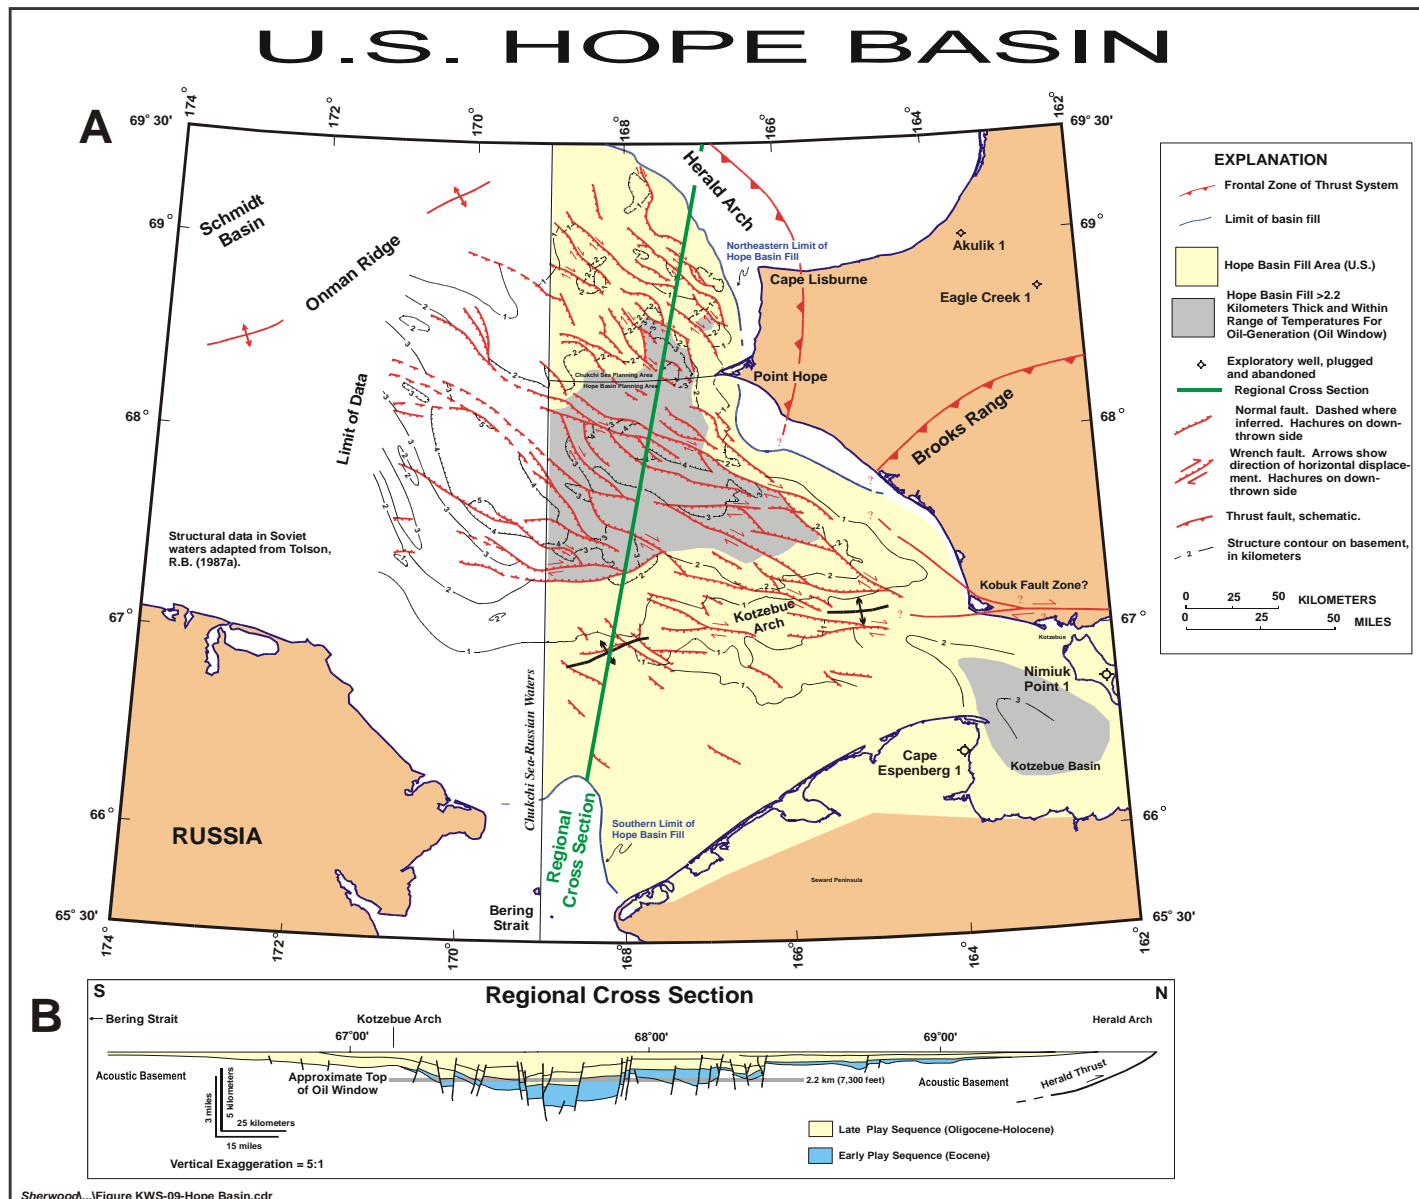 U.S. HOPE BASIN
A
174°
172°
170°
168°
166°
164°
162°
69° 30'
69° 30'
69°
69°
68°
68°
67°
67°
66°
66°
65° 30'
65° 30'
174°
172°
170°
168°
166°
164°
162°
Schmidt
Basin
Onman Ridge
Herald Arch
Northeastern Limit of
Hope Basin Fill
Cape Lisburne
Akulik 1
Eagle Creek 1
Point Hope
Brooks Range
Chukchi Sea Planning Area
Hope Basin Planning Area
Limit of Data
Structural data in Soviet
waters adapted from Tolson,
R.B. (1987a).
Kobuk Fault Zone?
Kotzebue
Arch
Kotzebue
Nimiuk
Point 1
Cape
Espenberg 1
Kotzebue Basin
Chukchi Sea-Russian Waters
RUSSIA
Regional
Cross Section
Southern Limit of
Hope Basin Fill
Seward Peninsula
Bering
Strait
EXPLANATION
Frontal Zone of Thrust System
Limit of basin fill
Hope Basin Fill Area (U.S.)
Hope Basin Fill >2.2
Kilometers Thick and Within
Range of Temperatures For
Oil-Generation (Oil Window)
Exploratory well, plugged
and abandoned
Regional Cross Section
Normal fault. Dashed where
inferred. Hachures on down-
thrown side
Wrench fault. Arrows show
direction of horizontal displace-
ment. Hachures on down-
thrown side
Thrust fault, schematic.
2
Structure contour on basement,
in kilometers
0 25 50 KILOMETERS
0 25 50 MILES
B
S
Regional Cross Section
N
Bering Strait
Kotzebue Arch
Herald Arch
67°00'
68°00'
69°00'
Acoustic Basement
Approximate Top
of Oil Window
2.2 km (7,300 feet)
Acoustic Basement
Herald Thrust
3 miles
5 kilometers
25 kilometers
15 miles
Vertical Exaggeration = 5:1
Late Play Sequence (Oligocene-Holocene)
Early Play Sequence (Eocene)
Sherwood\...\Figure KWS-09-Hope Basin.cdr